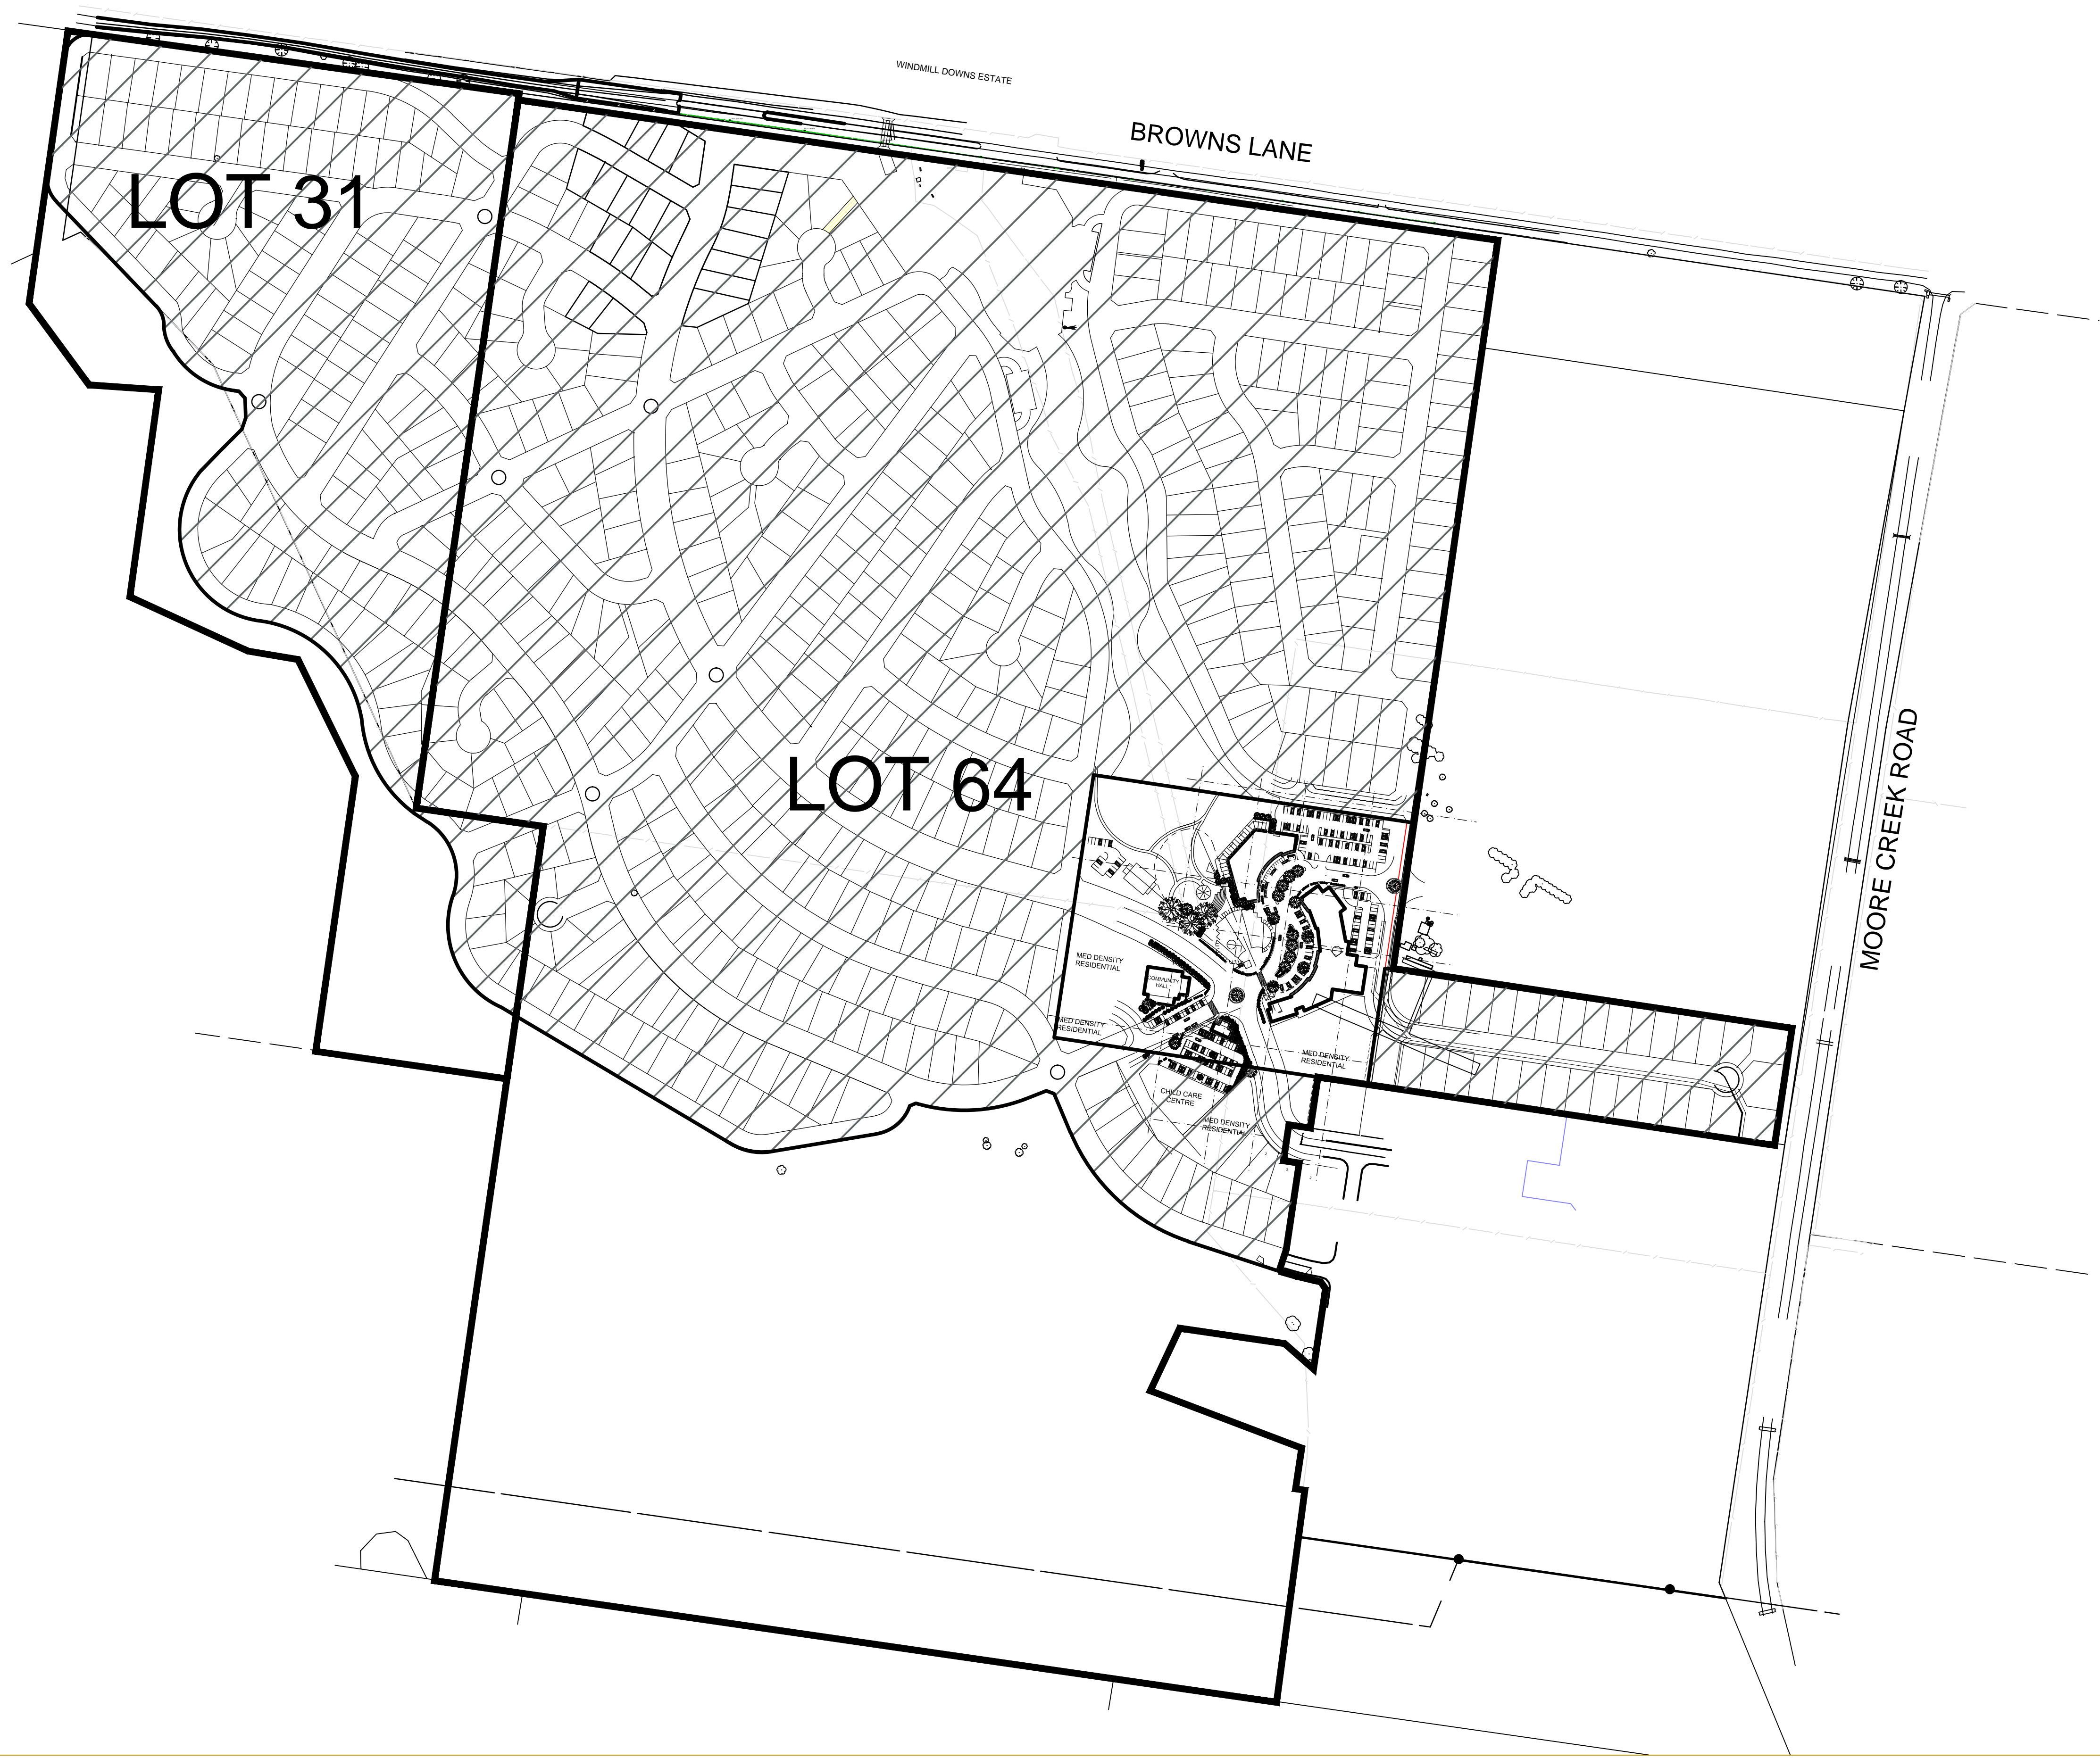 WINDMILL DOWNS ESTATE
BROWNS LANE
LOT 31
LOT 64
MOORE CREEK ROAD
MED DENSITY
RESIDENTIAL
COMMUNITY
HALL
MED DENSITY
RESIDENTIAL
MED DENSITY
RESIDENTIAL
CHILD CARE
CENTRE
MED DENSITY
RESIDENTIAL